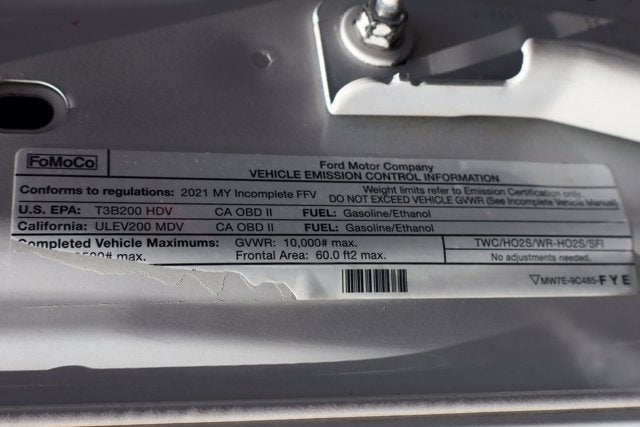 FoMoCo
Ford Motor Company
VEHICLE EMISSION CONTROL INFORMATION
Conforms to regulations: 2021 MY Incomplete FFV
Weight limits refer to Emission Certification only.
DO NOT EXCEED VEHICLE GVWR (See Incomplete Vehicle Manual)
U.S. EPA: T3B200 HDV CA OBD II FUEL: Gasoline/Ethanol
California: ULEV200 MDV CA OBD II FUEL: Gasoline/Ethanol
Completed Vehicle Maximums: GVWR: 10,000# max. TWC/HO2S/WR-HO2S/SFI
500# max. Frontal Area: 60.0 ft2 max. No adjustments needed.
▽MW7E-9C485-FYE